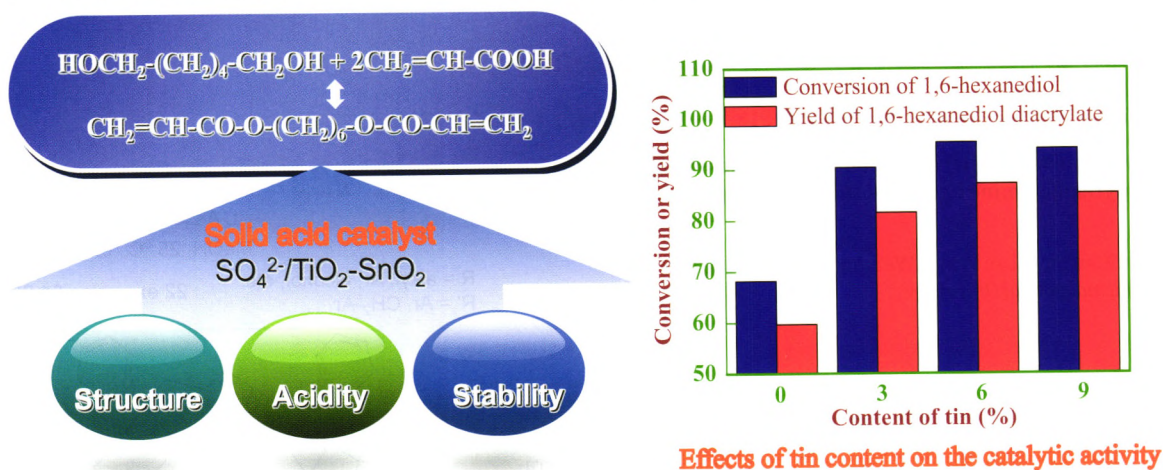 HOCH₂-(CH₂)₄-CH₂OH + 2CH₂=CH-COOH
CH₂=CH-CO-O-(CH₂)₆-O-CO-CH=CH₂
Solid acid catalyst
SO₄²⁻/TiO₂-SnO₂
Structure
Acidity
Stability
Conversion of 1,6-hexanediol
Yield of 1,6-hexanediol diacrylate
Conversion or yield (%)
110
100
90
80
70
60
50
0 3 6 9
Content of tin (%)
Effects of tin content on the catalytic activity